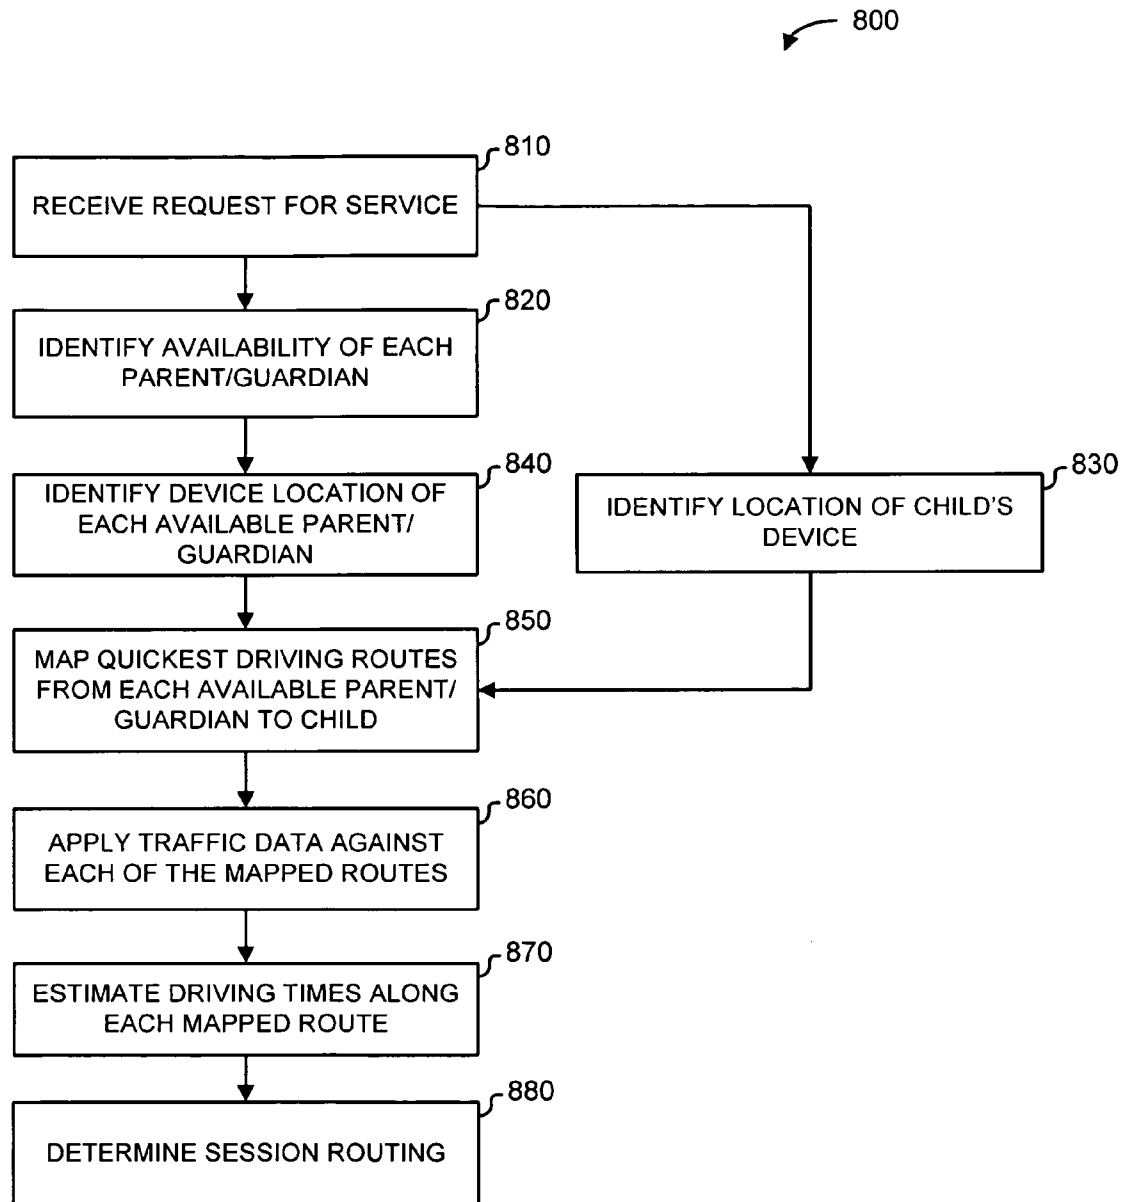 800
810
RECEIVE REQUEST FOR SERVICE
820
IDENTIFY AVAILABILITY OF EACH
PARENT/GUARDIAN
840
IDENTIFY DEVICE LOCATION OF
EACH AVAILABLE PARENT/
GUARDIAN
830
IDENTIFY LOCATION OF CHILD'S
DEVICE
850
MAP QUICKEST DRIVING ROUTES
FROM EACH AVAILABLE PARENT/
GUARDIAN TO CHILD
860
APPLY TRAFFIC DATA AGAINST
EACH OF THE MAPPED ROUTES
870
ESTIMATE DRIVING TIMES ALONG
EACH MAPPED ROUTE
880
DETERMINE SESSION ROUTING